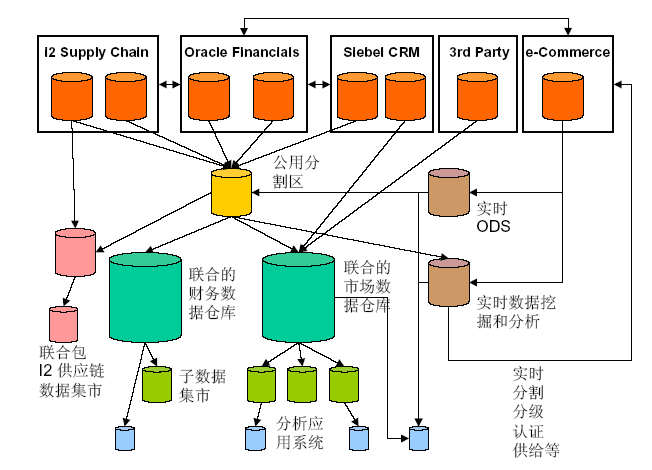 I2 Supply Chain
Oracle Financials
Siebel CRM
3rd Party
e-Commerce
公用分
割区
实时
ODS
联合的
财务数
据仓库
联合的
市场数
据仓库
实时数据挖
掘和分析
联合包
I2 供应链
数据集市
子数据
集市
分析应
用系统
实时
分割
分级
认证
供给等